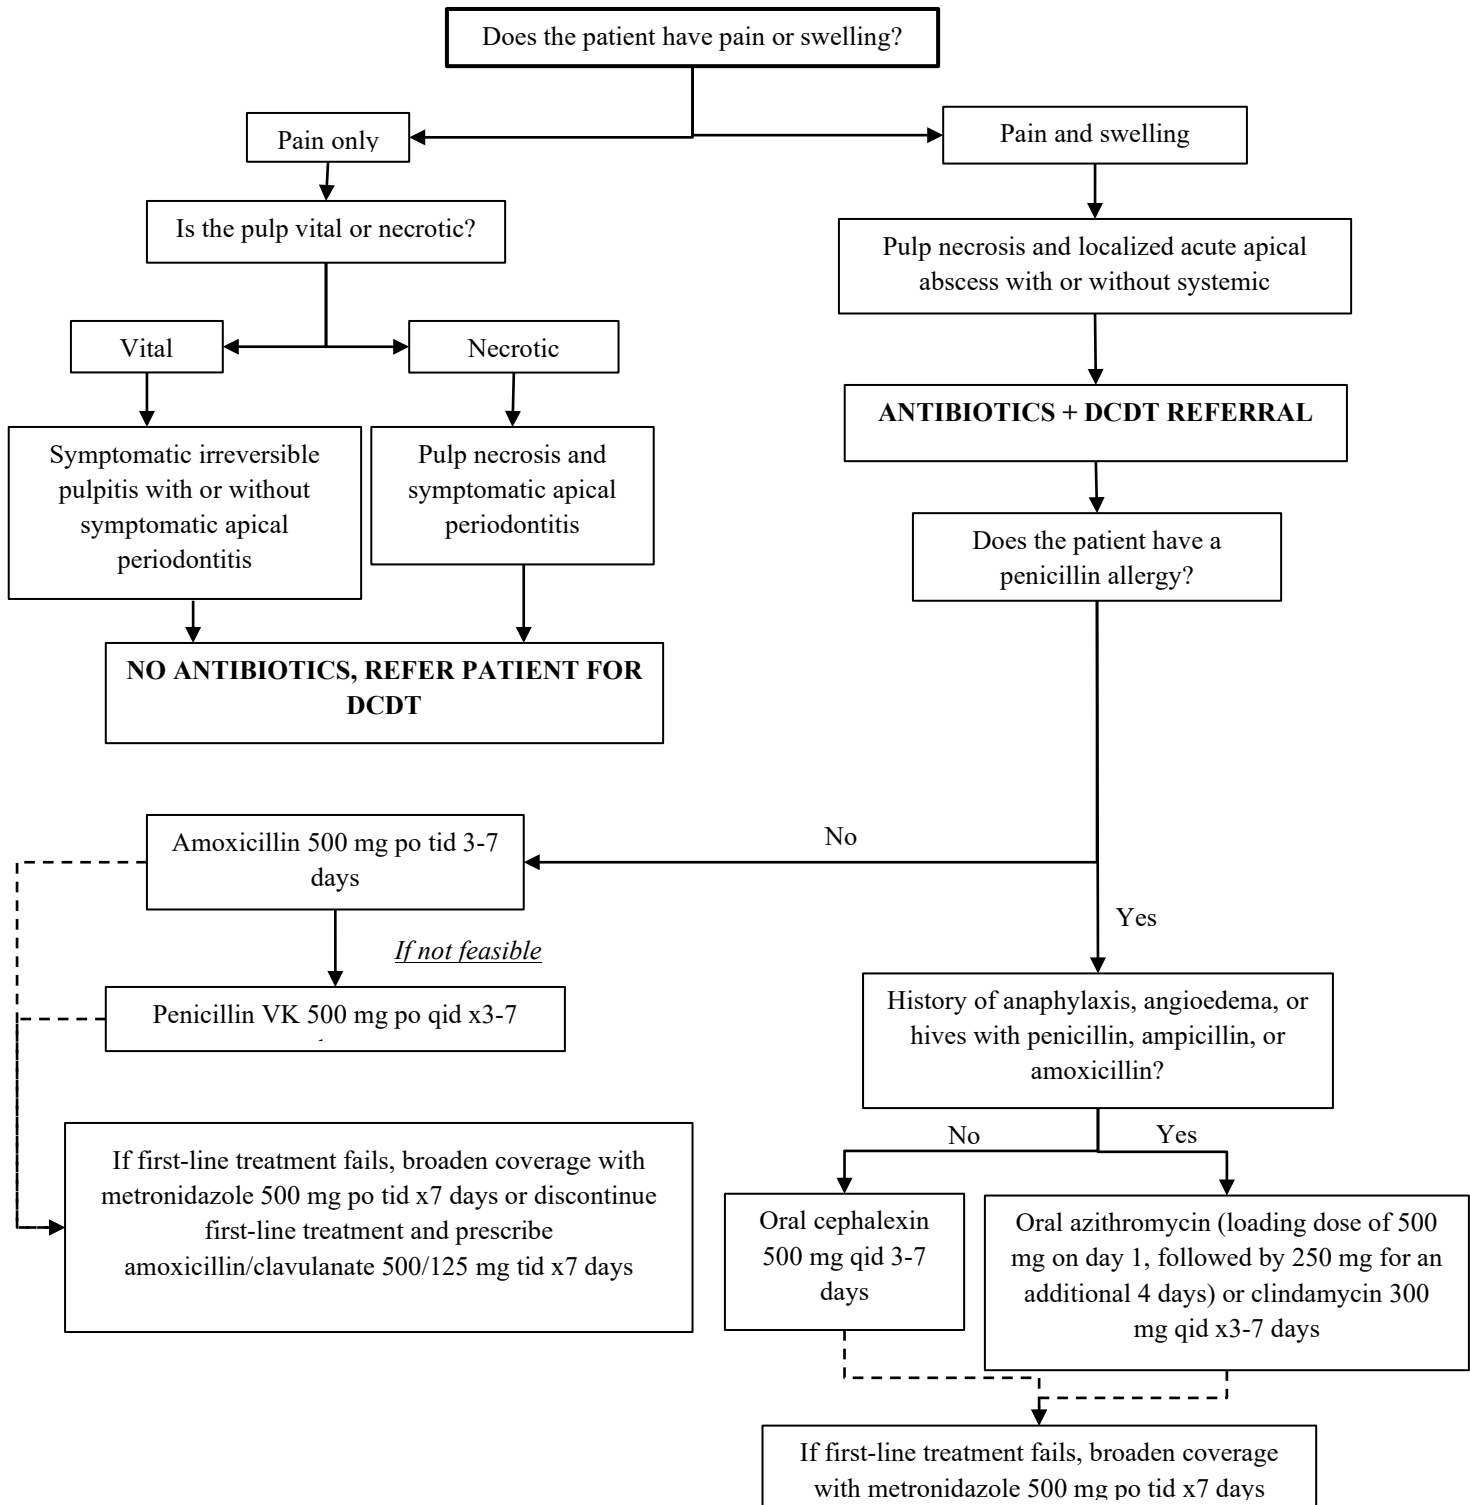 Does the patient have pain or swelling?
Pain only
Pain and swelling
Is the pulp vital or necrotic?
Pulp necrosis and localized acute apical
abscess with or without systemic
Vital
Necrotic
ANTIBIOTICS + DCDT REFERRAL
Symptomatic irreversible
pulpitis with or without
symptomatic apical
periodontitis
Pulp necrosis and
symptomatic apical
periodontitis
Does the patient have a
penicillin allergy?
NO ANTIBIOTICS, REFER PATIENT FOR
DCDT
Amoxicillin 500 mg po tid 3-7
days
No
Yes
If not feasible
Penicillin VK 500 mg po qid x3-7
History of anaphylaxis, angioedema, or
hives with penicillin, ampicillin, or
amoxicillin?
If first-line treatment fails, broaden coverage with
metronidazole 500 mg po tid x7 days or discontinue
first-line treatment and prescribe
amoxicillin/clavulanate 500/125 mg tid x7 days
No
Yes
Oral cephalexin
500 mg qid 3-7
days
Oral azithromycin (loading dose of 500
mg on day 1, followed by 250 mg for an
additional 4 days) or clindamycin 300
mg qid x3-7 days
If first-line treatment fails, broaden coverage
with metronidazole 500 mg po tid x7 days